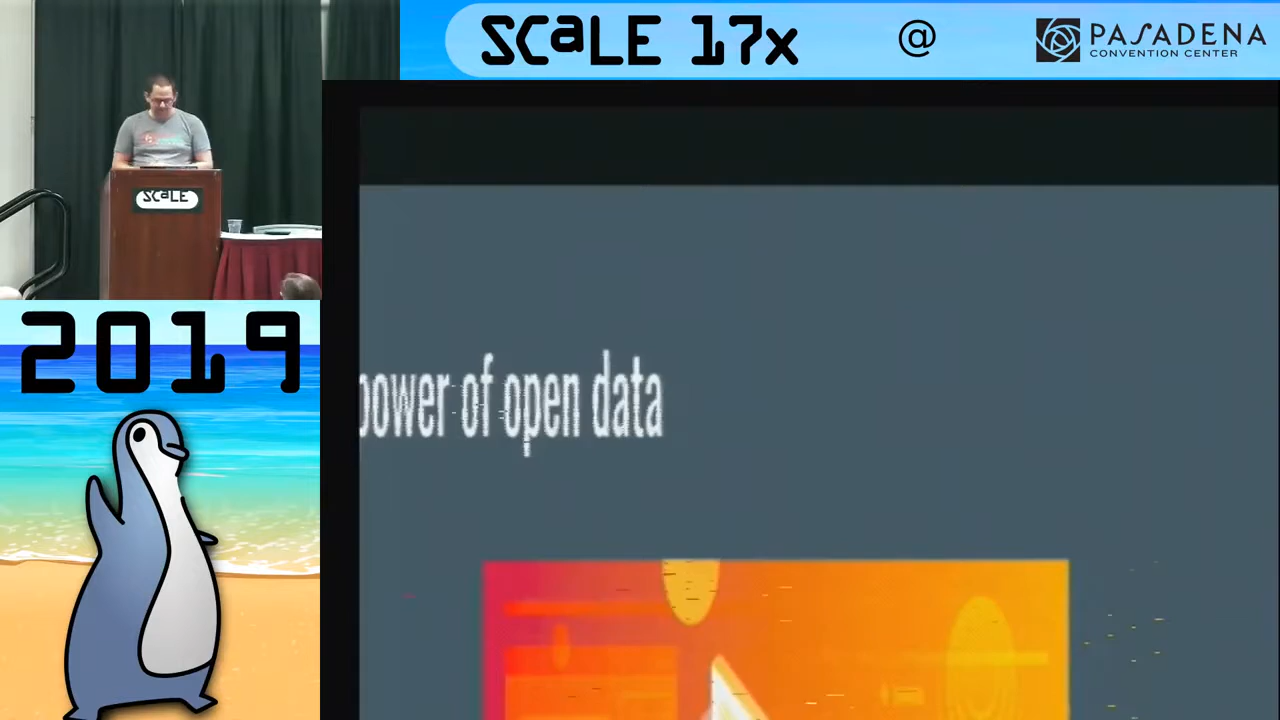 SCaLE 17x @ PASADENA
CONVENTION CENTER
SCaLE
2019
power of open data